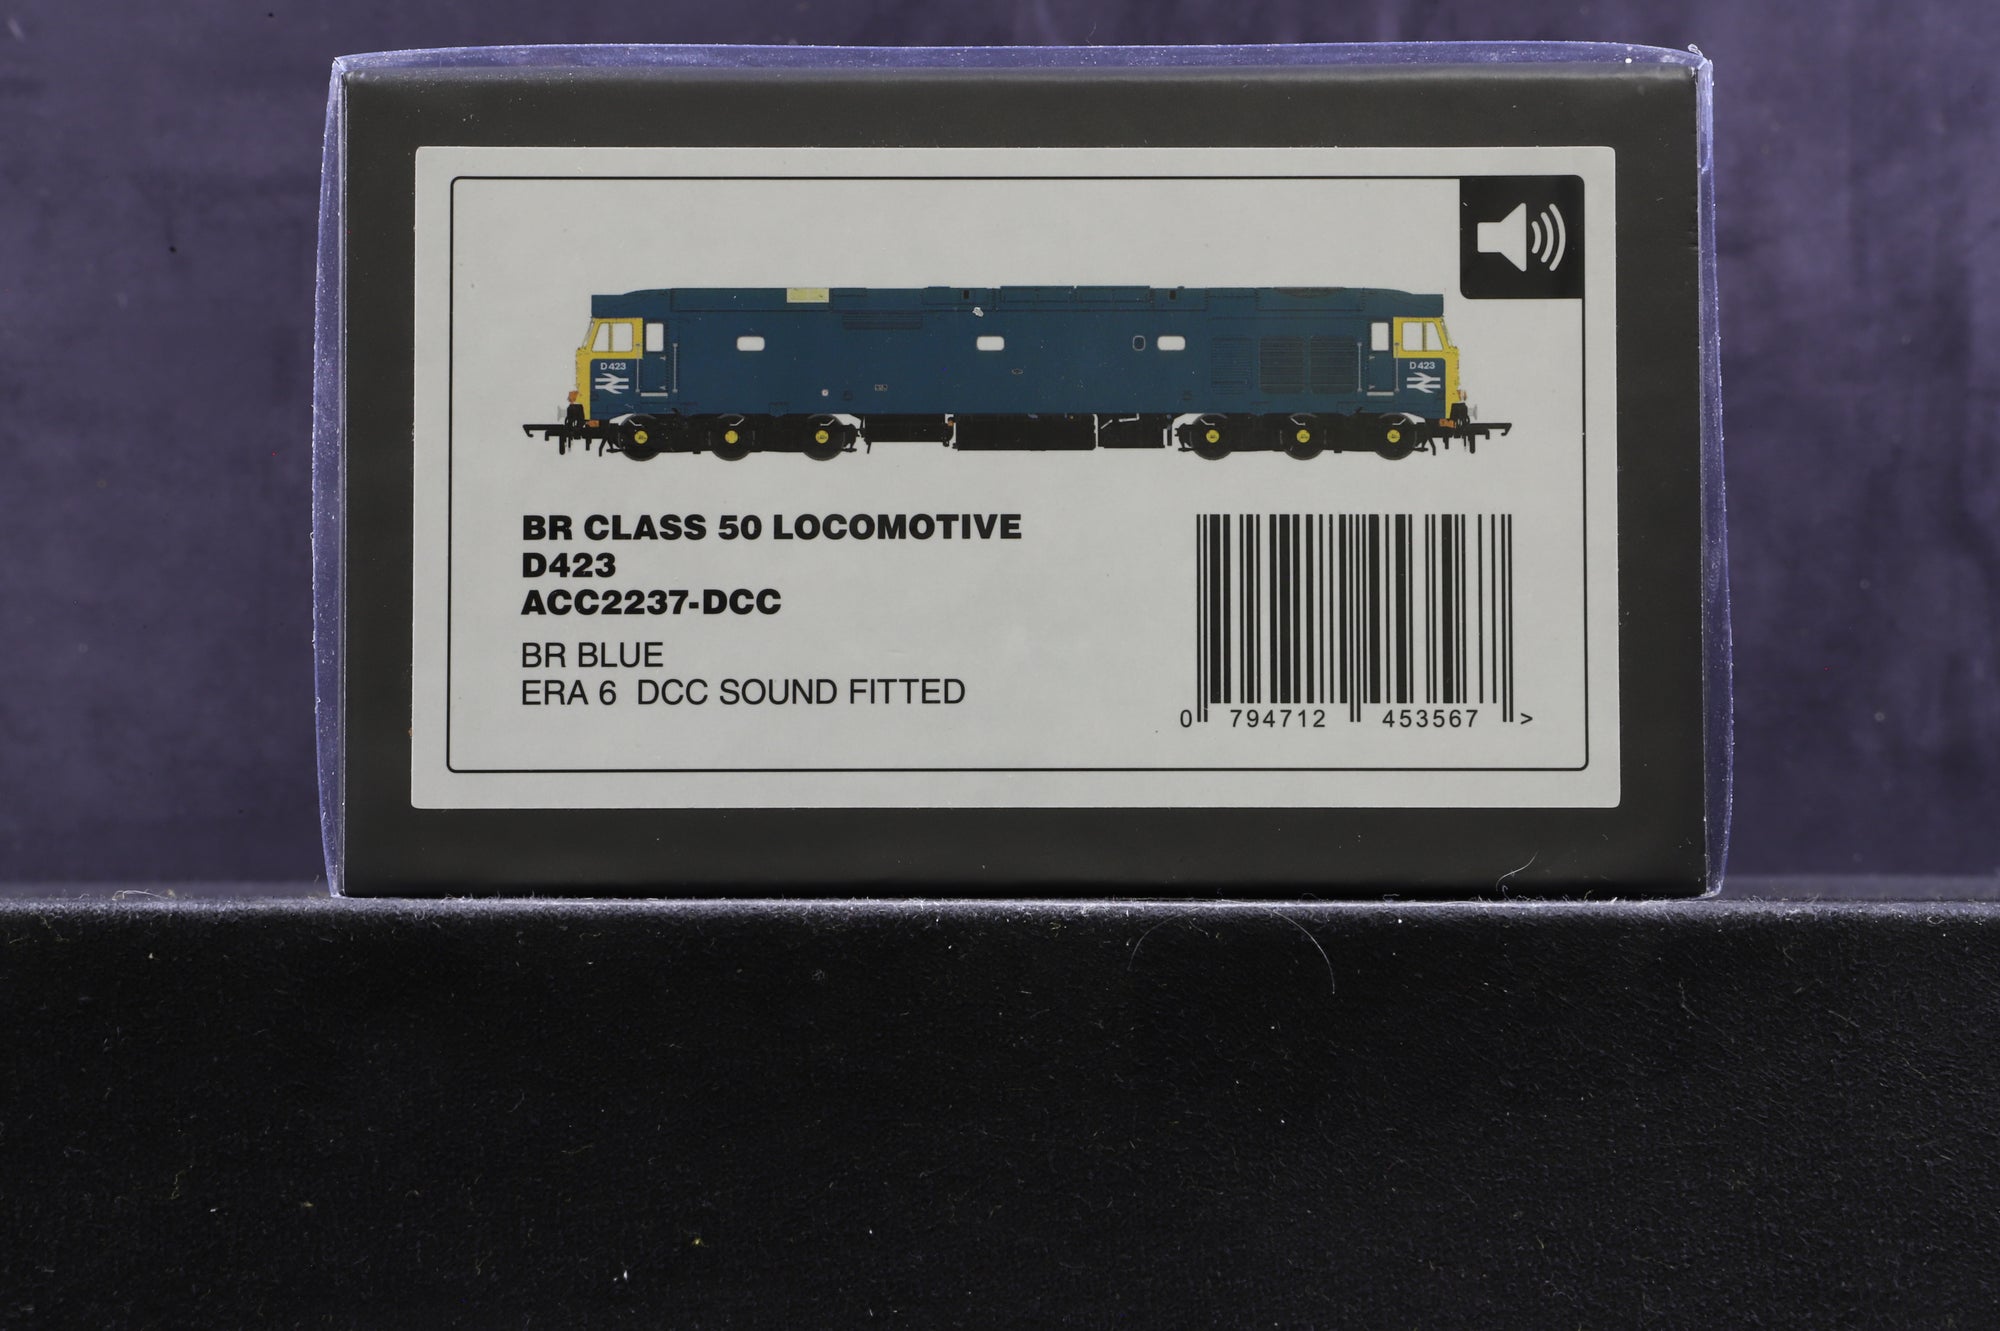 D423
D423
BR CLASS 50 LOCOMOTIVE
D423
ACC2237-DCC
BR BLUE
ERA 6 DCC SOUND FITTED
0 794712 453567 >